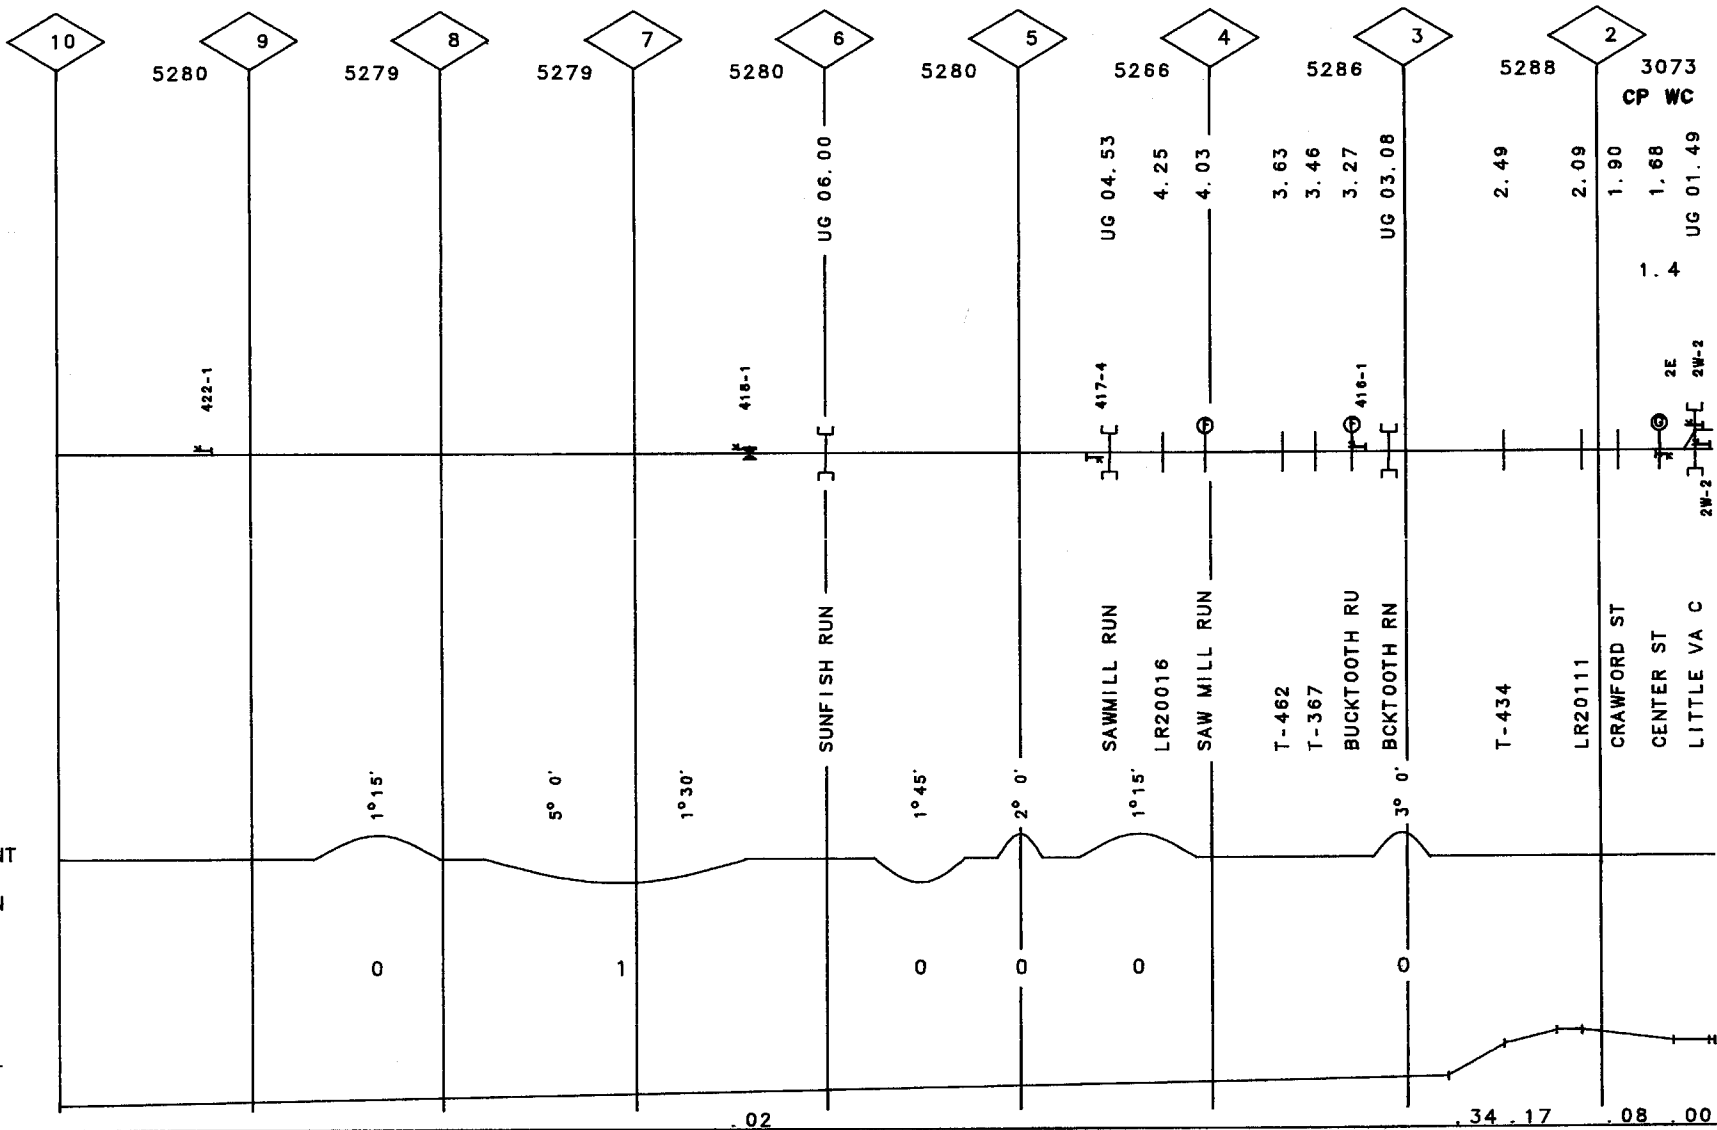 10 9 8 7 6 5 4 3 2
5280 5279 5279 5280 5280 5266 5286 5288 3073
CP WC
UG 06.00
UG 04.53
4.25
4.03
3.63
3.46
3.27
UG 03.08
2.49
2.09
1.90
1.68
UG 01.49
1.4
422-1
418-1
417-4
416-1
2E
2W-2
G
2W-2
SUNFISH RUN
SAWMILL RUN
LR20016
SAW MILL RUN
T-462
T-367
BUCKTOOTH RU
BCKTOOTH RN
T-434
LR20111
CRAWFORD ST
CENTER ST
LITTLE VA C
1°15'
5° 0'
1°30'
1°45'
2° 0'
1°15'
3° 0'
NT
N
0 1 0 0 0 0
.02 .34 .17 .08 .00